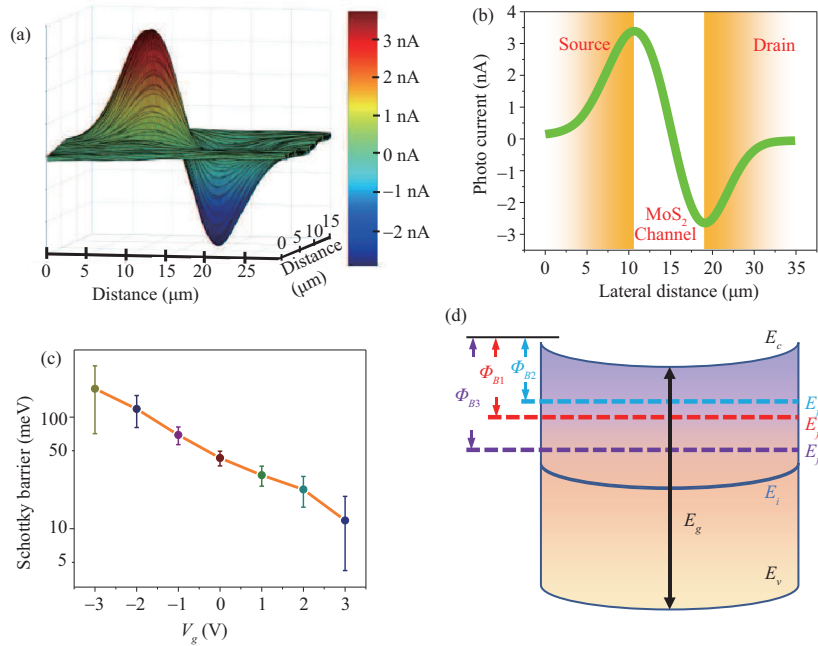 (a)
3 nA
2 nA
1 nA
0 nA
−1 nA
−2 nA
0 5 10 15 20 25
Distance (μm)
0 5 10 15
Distance (μm)
(b)
Source
Drain
MoS2
Channel
4
3
2
1
0
−1
−2
−3
Photo current (nA)
0 5 10 15 20 25 30 35
Lateral distance (μm)
(c)
100
50
10
5
Schottky barrier (meV)
−3 −2 −1 0 1 2 3
Vg (V)
(d)
Ec
ΦB3
ΦB1
ΦB2
Ei
Eg
Ev